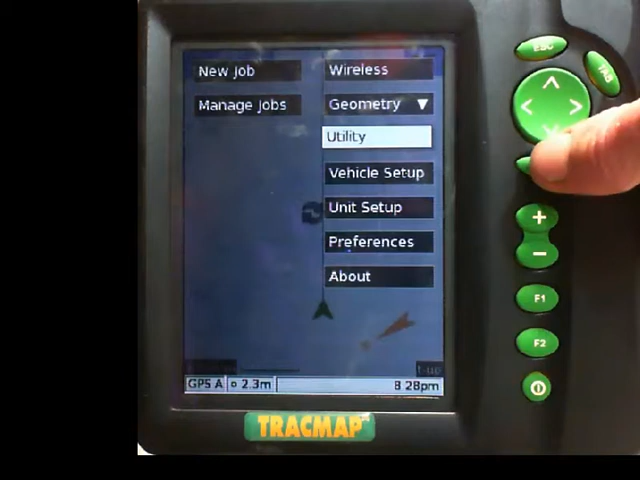 New Job
Manage Jobs
Wireless
Geometry
Utility
Vehicle Setup
Unit Setup
Preferences
About
GPS A
2.3m
8 28pm
TRACMAP
ESC
TAB
+
−
F1
F2